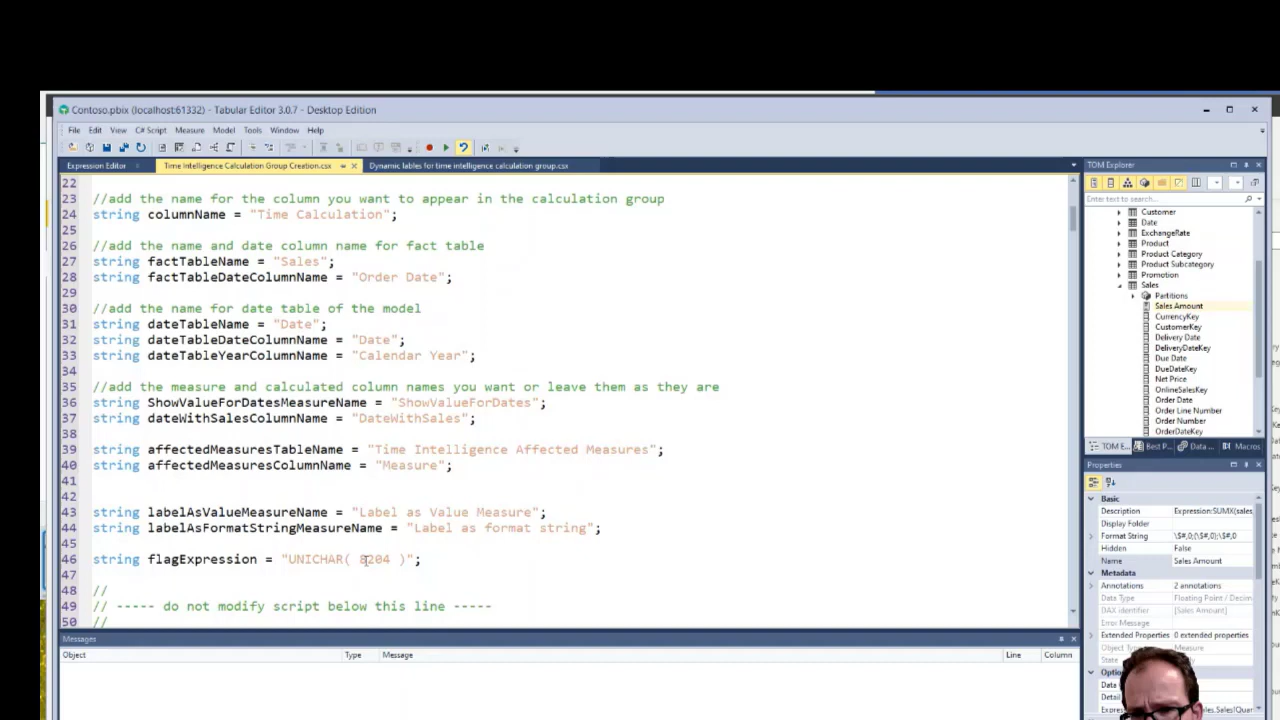 Contoso.pbix (localhost:61332) - Tabular Editor 3.0.7 - Desktop Edition
File Edit View C# Script Measure Model Tools Window Help
Expression Editor
Time Intelligence Calculation Group Creation.csx
Dynamic lables for time intelligence calculation group.csx
22
23 //add the name for the column you want to appear in the calculation group
24 string columnName = "Time Calculation";
25
26 //add the name and date column name for fact table
27 string factTableName = "Sales";
28 string factTableDateColumnName = "Order Date";
29
30 //add the name for date table of the model
31 string dateTableName = "Date";
32 string dateTableDateColumnName = "Date";
33 string dateTableYearColumnName = "Calendar Year";
34
35 //add the measure and calculated column names you want or leave them as they are
36 string ShowValueForDatesMeasureName = "ShowValueForDates";
37 string dateWithSalesColumnName = "DateWithSales";
38
39 string affectedMeasuresTableName = "Time Intelligence Affected Measures";
40 string affectedMeasuresColumnName = "Measure";
41
42
43 string labelAsValueMeasureName = "Label as Value Measure";
44 string labelAsFormatStringMeasureName = "Label as format string";
45
46 string flagExpression = "UNICHAR( 8204 )";
47
48 //
49 // ----- do not modify script below this line -----
50 //
Messages
Object Type Message Line Column
TOM Explorer
Enter text to search...
Customer
Date
ExchangeRate
Product
Product Category
Product Subcategory
Promotion
Sales
Partitions
Sales Amount
CurrencyKey
CustomerKey
Delivery Date
DeliveryDateKey
Due Date
DueDateKey
Net Price
OnlineSalesKey
Order Date
Order Line Number
Order Number
OrderDateKey
TOM E... Best P... Data ... Macros
Properties
Basic
Description Expression:SUMX(sales
Display Folder
Format String \$#,0;(\$#,0);\$#,0
Hidden False
Name Sales Amount
Metadata
Annotations 2 annotations
Data Type Floating Point / Decim
DAX identifier [Sales Amount]
Error Message
Extended Properties 0 extended properties
Object Measure
State
Optio
Data
Detail
Expres